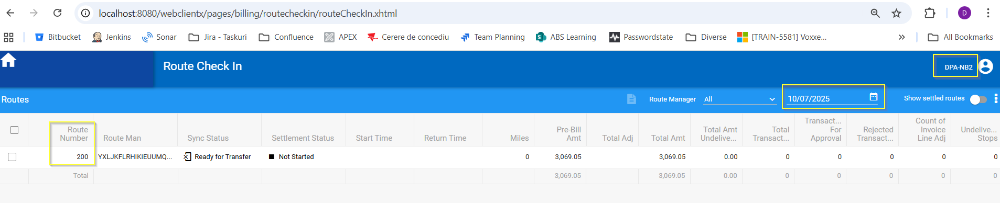 localhost:8080/webclientx/pages/billing/routecheckin/routeCheckIn.xhtml
D
Bitbucket Jenkins Sonar Jira - Taskuri Confluence APEX Cerere de concediu Team Planning ABS Learning Passwordstate Diverse [TRAIN-5581] Voxxe... » All Bookmarks
Route Check In
DPA-NB2
Routes Route Manager All 10/07/2025 Show settled routes
Route Number Route Man Sync Status Settlement Status Start Time Return Time Miles Pre-Bill Amt Total Adj Total Amt Total Amt Undelive... Total Transact... Transact... For Approval Rejected Transact... Count of Invoice Line Adj Undelive... Stops
200 YXLJKFLRHIKIEUUMQ... Ready for Transfer Not Started 0 3,069.05 3,069.05 0.00 0 0 0 0 0
Total 3,069.05 3,069.05 0.00 0 0 0 0 0